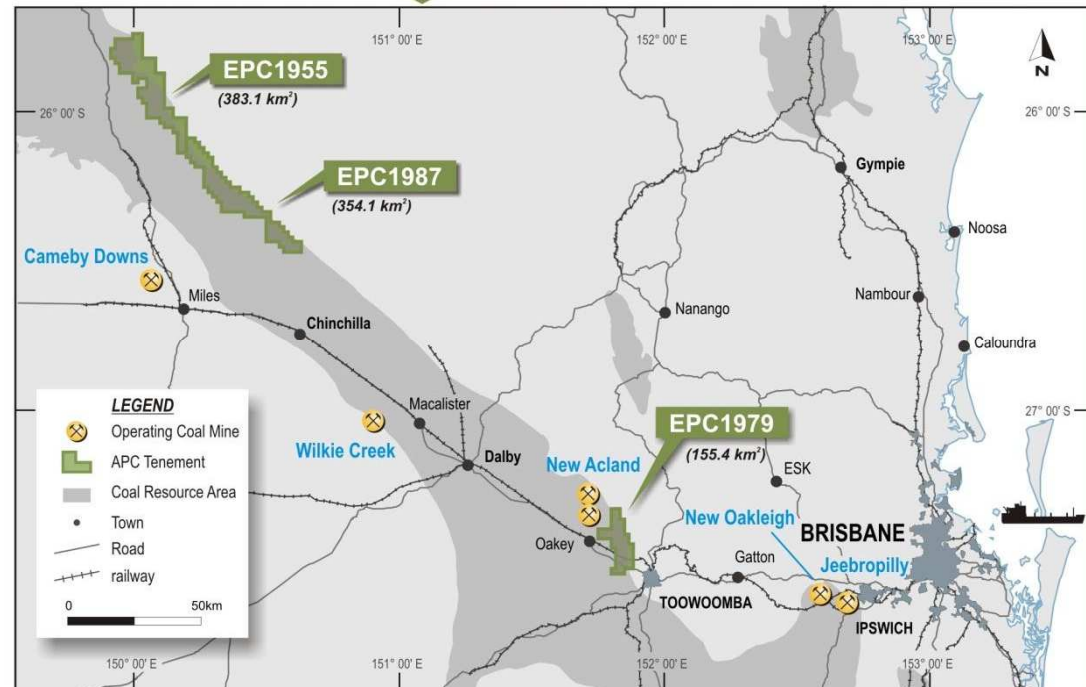 151° 00' E
152° 00' E
153° 00' E
EPC1955
(383.1 km²)
N
26° 00' S
26° 00' S
EPC1987
(354.1 km²)
Gympie
Noosa
Cameby Downs
Miles
Nambour
Nanango
Chinchilla
Caloundra
LEGEND
Operating Coal Mine
APC Tenement
Coal Resource Area
Town
Road
railway
0 50km
Macalister
27° 00' S
EPC1979
(155.4 km²)
Wilkie Creek
Dalby
New Acland
ESK
New Oakleigh
BRISBANE
Oakey
Gatton
Jeebropilly
TOOWOOMBA
IPSWICH
150° 00' E
151° 00' E
152° 00' E
153° 00' E